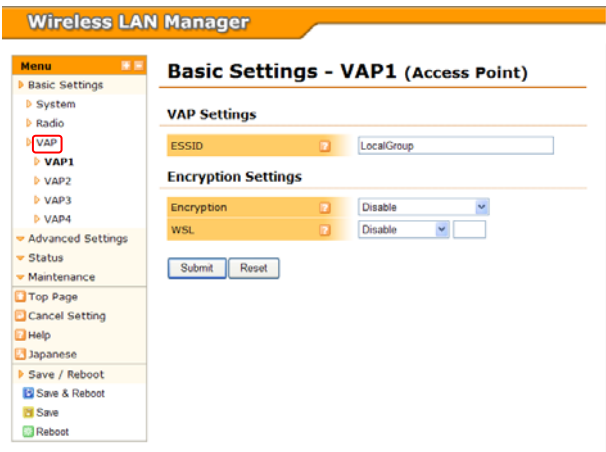 Wireless LAN Manager
Menu
Basic Settings
System
Radio
VAP
VAP1
VAP2
VAP3
VAP4
Advanced Settings
Status
Maintenance
Top Page
Cancel Setting
Help
Japanese
Save / Reboot
Save & Reboot
Save
Reboot
Basic Settings - VAP1 (Access Point)
VAP Settings
ESSID ? LocalGroup
Encryption Settings
Encryption ? Disable
WSL ? Disable
Submit Reset